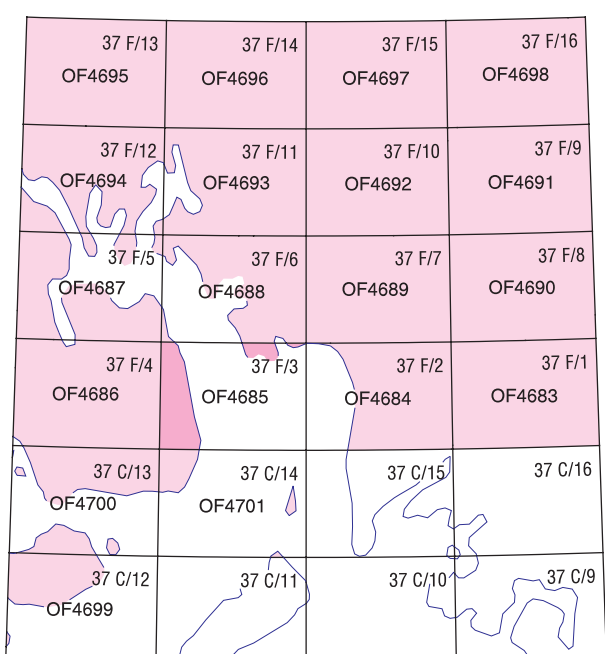 37 F/13
OF4695
37 F/14
OF4696
37 F/15
OF4697
37 F/16
OF4698
37 F/12
OF4694
37 F/11
OF4693
37 F/10
OF4692
37 F/9
OF4691
37 F/5
OF4687
37 F/6
OF4688
37 F/7
OF4689
37 F/8
OF4690
37 F/4
OF4686
37 F/3
OF4685
37 F/2
OF4684
37 F/1
OF4683
37 C/13
OF4700
37 C/14
OF4701
37 C/15
37 C/16
37 C/12
OF4699
37 C/11
37 C/10
37 C/9